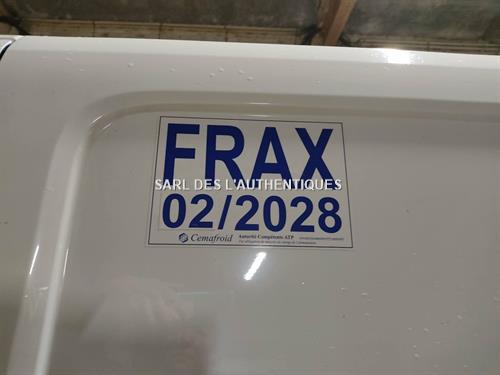 FRAX
SARL DES L'AUTHENTIQUES
02/2028
Cemafroid Autorité Compétente ATP